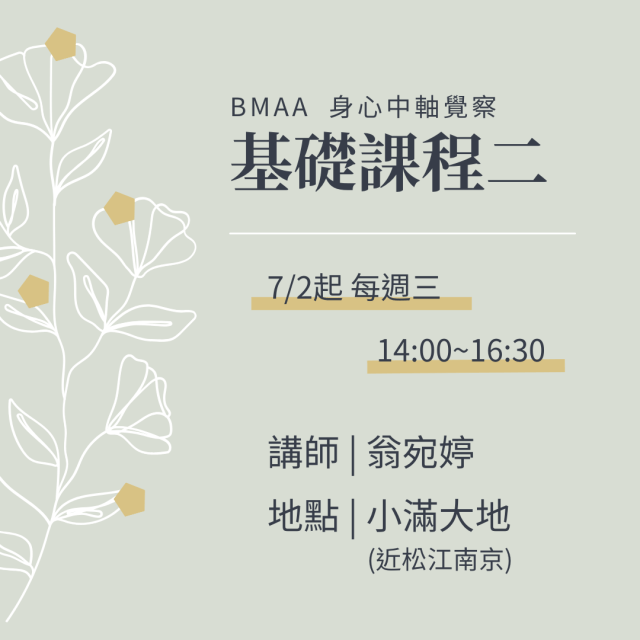 BMAA 身心中軸覺察
基礎課程二
7/2起 每週三
14:00~16:30
講師 | 翁宛婷
地點 | 小滿大地
(近松江南京)